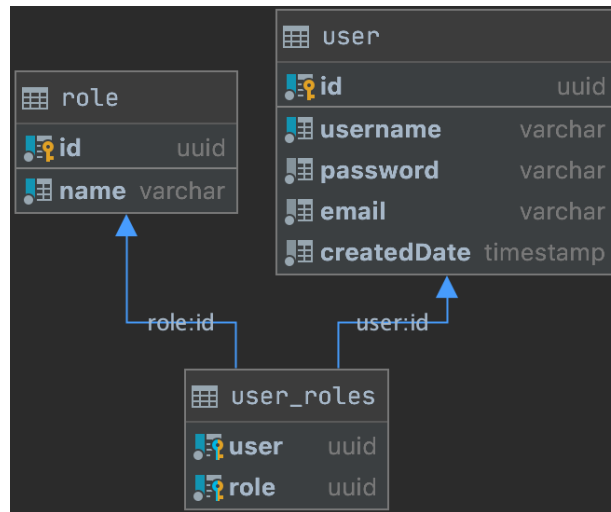 role
id uuid
name varchar
user
id uuid
username varchar
password varchar
email varchar
createdDate timestamp
role:id
user:id
user_roles
user uuid
role uuid